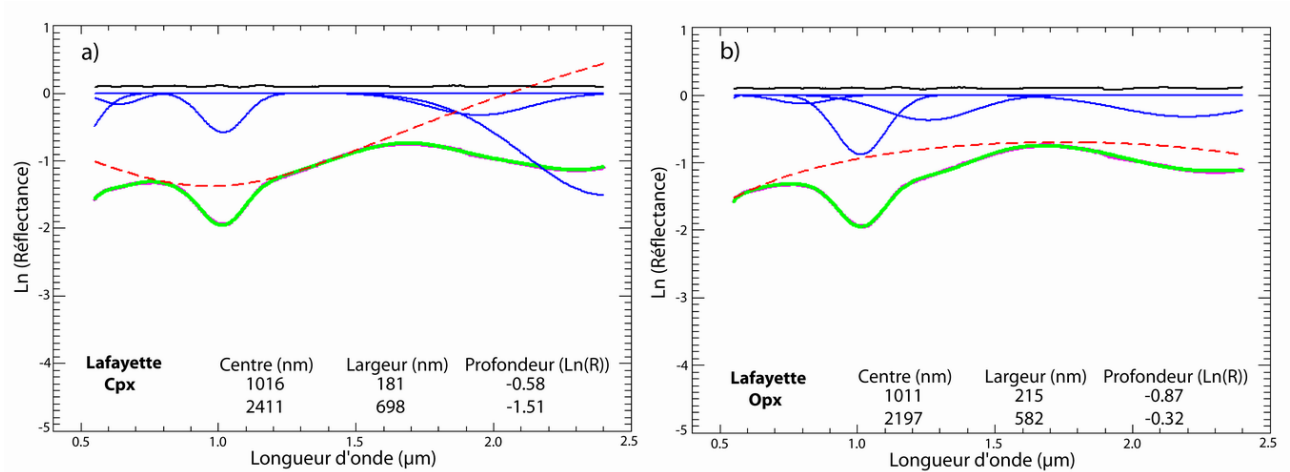 a)
1
0
-1
-2
-3
-4
-5
Ln (Réflectance)
Lafayette
Cpx
Centre (nm) Largeur (nm) Profondeur (Ln(R))
1016 181 -0.58
2411 698 -1.51
0.5 1.0 1.5 2.0 2.5
Longueur d'onde (µm)
b)
1
0
-1
-2
-3
-4
-5
Ln (Réflectance)
Lafayette
Opx
Centre (nm) Largeur (nm) Profondeur (Ln(R))
1011 215 -0.87
2197 582 -0.32
0.5 1.0 1.5 2.0 2.5
Longueur d'onde (µm)